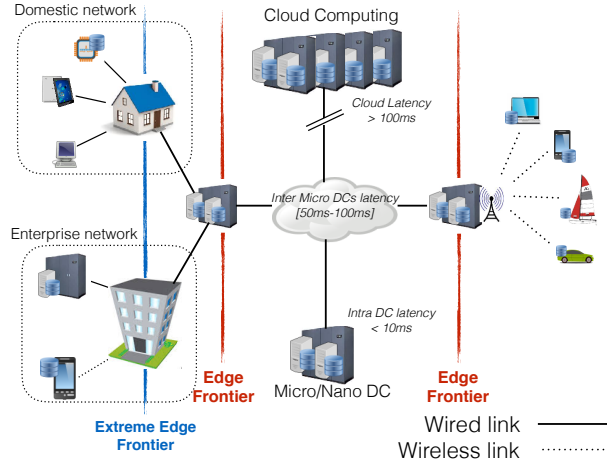 Domestic network
Cloud Computing
Cloud Latency
> 100ms
Inter Micro DCs latency
[50ms-100ms]
Enterprise network
Intra DC latency
< 10ms
Edge
Frontier
Micro/Nano DC
Edge
Frontier
Extreme Edge
Frontier
Wired link
Wireless link